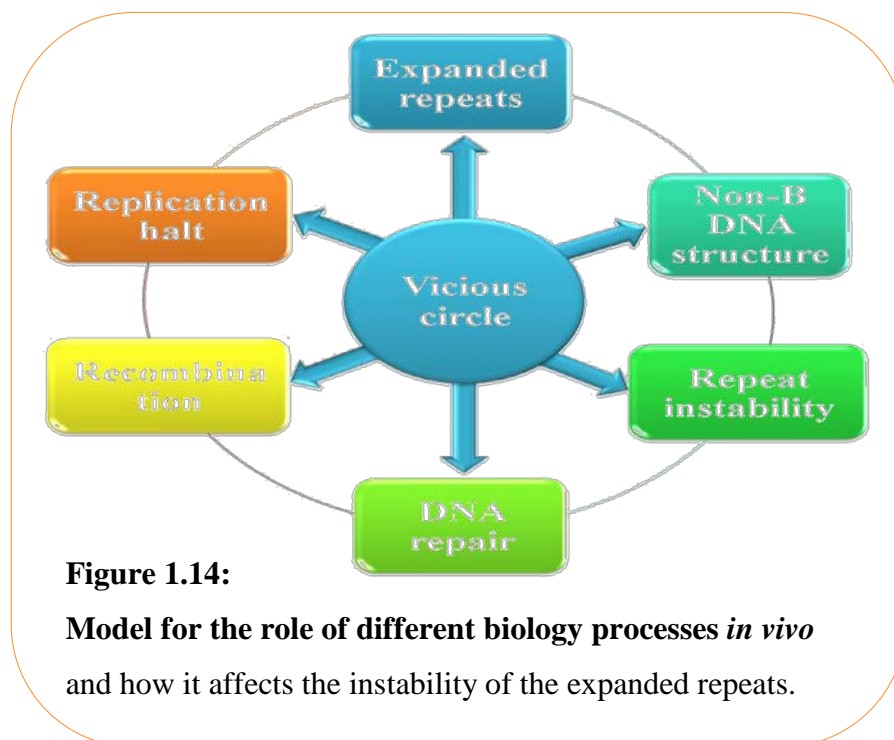 Expanded
repeats
Replication
halt
Non-B
DNA
structure
Vicious
circle
Recombina
tion
Repeat
instability
DNA
repair
Figure 1.14:
Model for the role of different biology processes in vivo
and how it affects the instability of the expanded repeats.